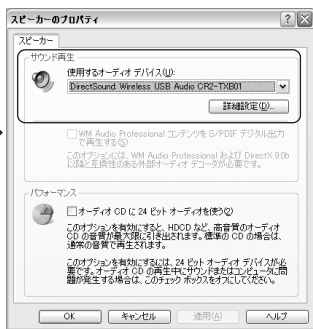 スピーカーのプロパティ
スピーカー
サウンド再生
使用するオーディオ デバイス(U):
DirectSound: Wireless USB Audio CR2-TXB01
詳細設定(D)...
WM Audio Professional コンテンツを S/PDIF デジタル出力
で再生する(S)
このオプションには、WM Audio Professional および DirectX 9.0b
以降と互換性のある外部オーディオ デコーダが必要です。
パフォーマンス
オーディオ CD に 24 ビット オーディオを使う(2)
このオプションを有効にすると、HDCD など、高音質のオーディオ
CD の音質が最大限に引き出されます。標準の CD の場合は、
通常の音質で再生されます。
このオプションを有効にするには、24 ビット オーディオ デバイスが必
要です。オーディオ CD の再生中にサウンドまたはコンピュータに問
題が発生する場合は、このチェック ボックスをオフにしてください。
OK
キャンセル
適用(A)
ヘルプ